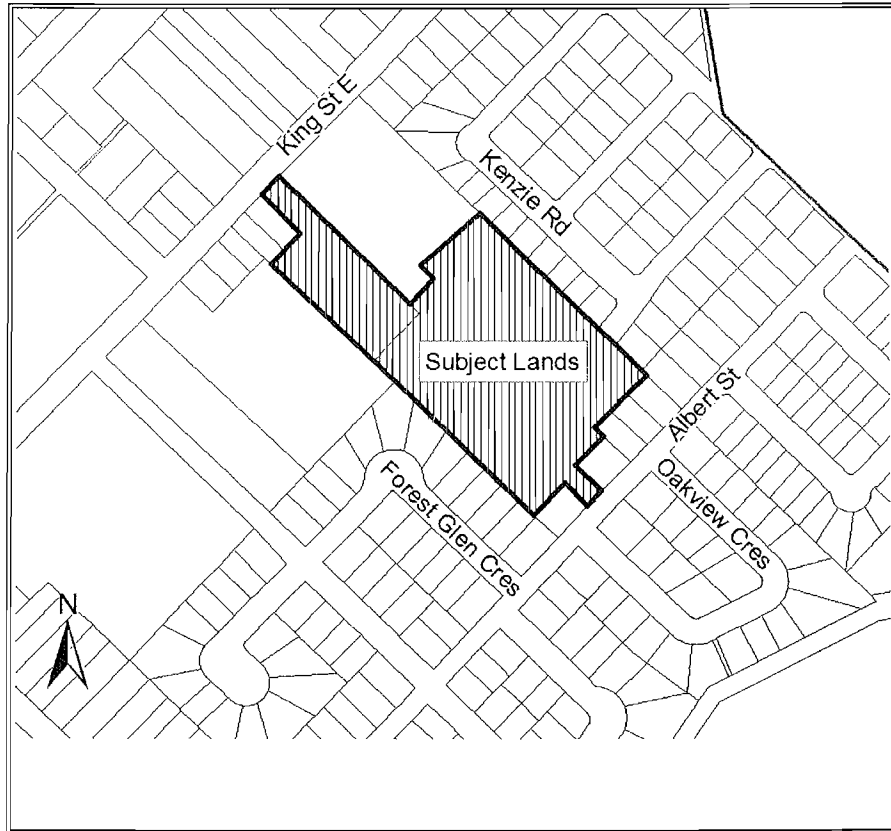 King St E
Kenzie Rd
Subject Lands
Albert St
Forest Glen Cres
Oakview Cres
N